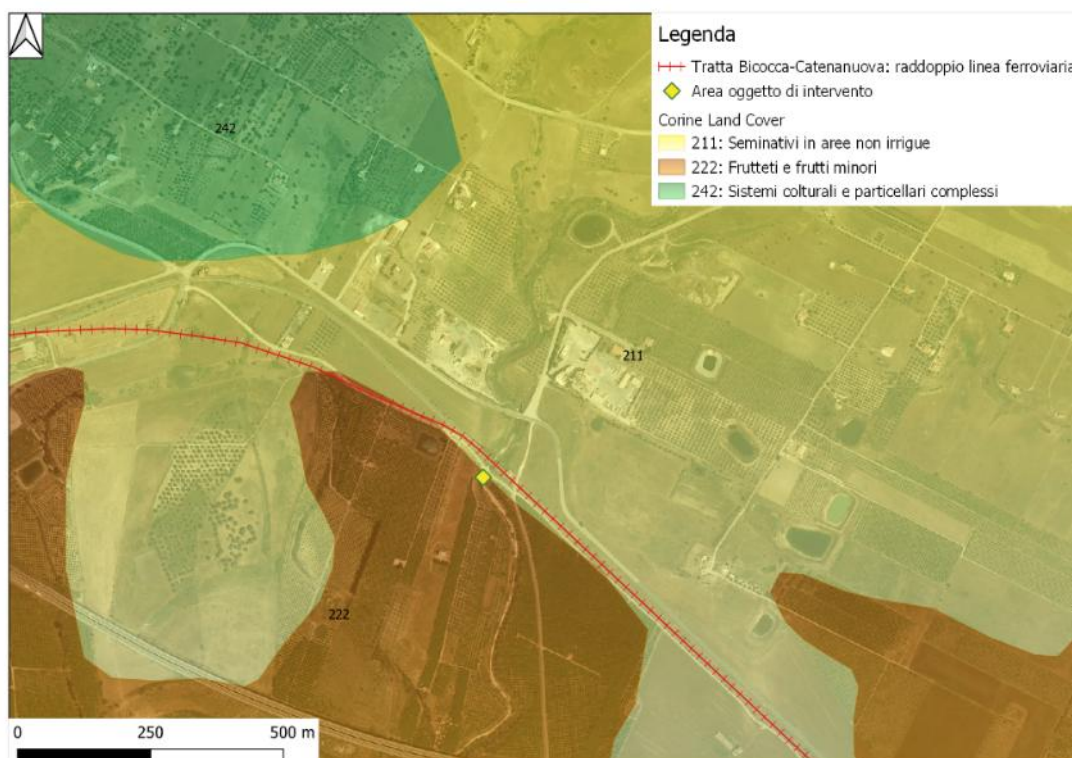 Legenda
Tratta Bicocca-Catenanuova: raddoppio linea ferroviaria
Area oggetto di intervento
Corine Land Cover
211: Seminativi in aree non irrigue
222: Frutteti e frutti minori
242: Sistemi colturali e particellari complessi
242
211
222
0 250 500 m